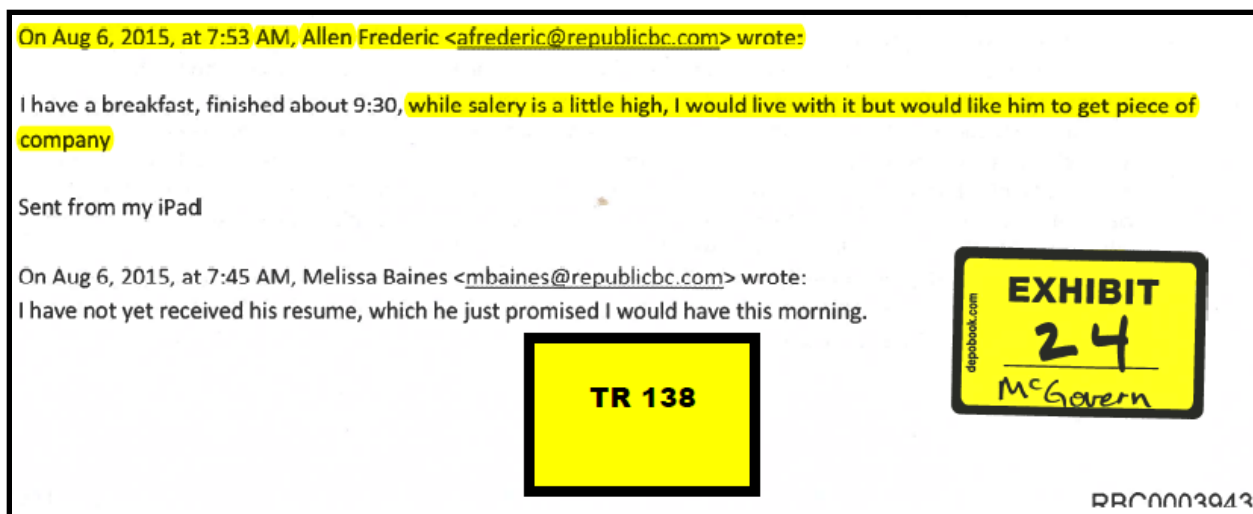 On Aug 6, 2015, at 7:53 AM, Allen Frederic <afrederic@republicbc.com> wrote:
I have a breakfast, finished about 9:30, while salery is a little high, I would live with it but would like him to get piece of
company
Sent from my iPad
On Aug 6, 2015, at 7:45 AM, Melissa Baines <mbaines@republicbc.com> wrote:
I have not yet received his resume, which he just promised I would have this morning.
TR 138
depobook.com
EXHIBIT
24
McGovern
RBC0003943